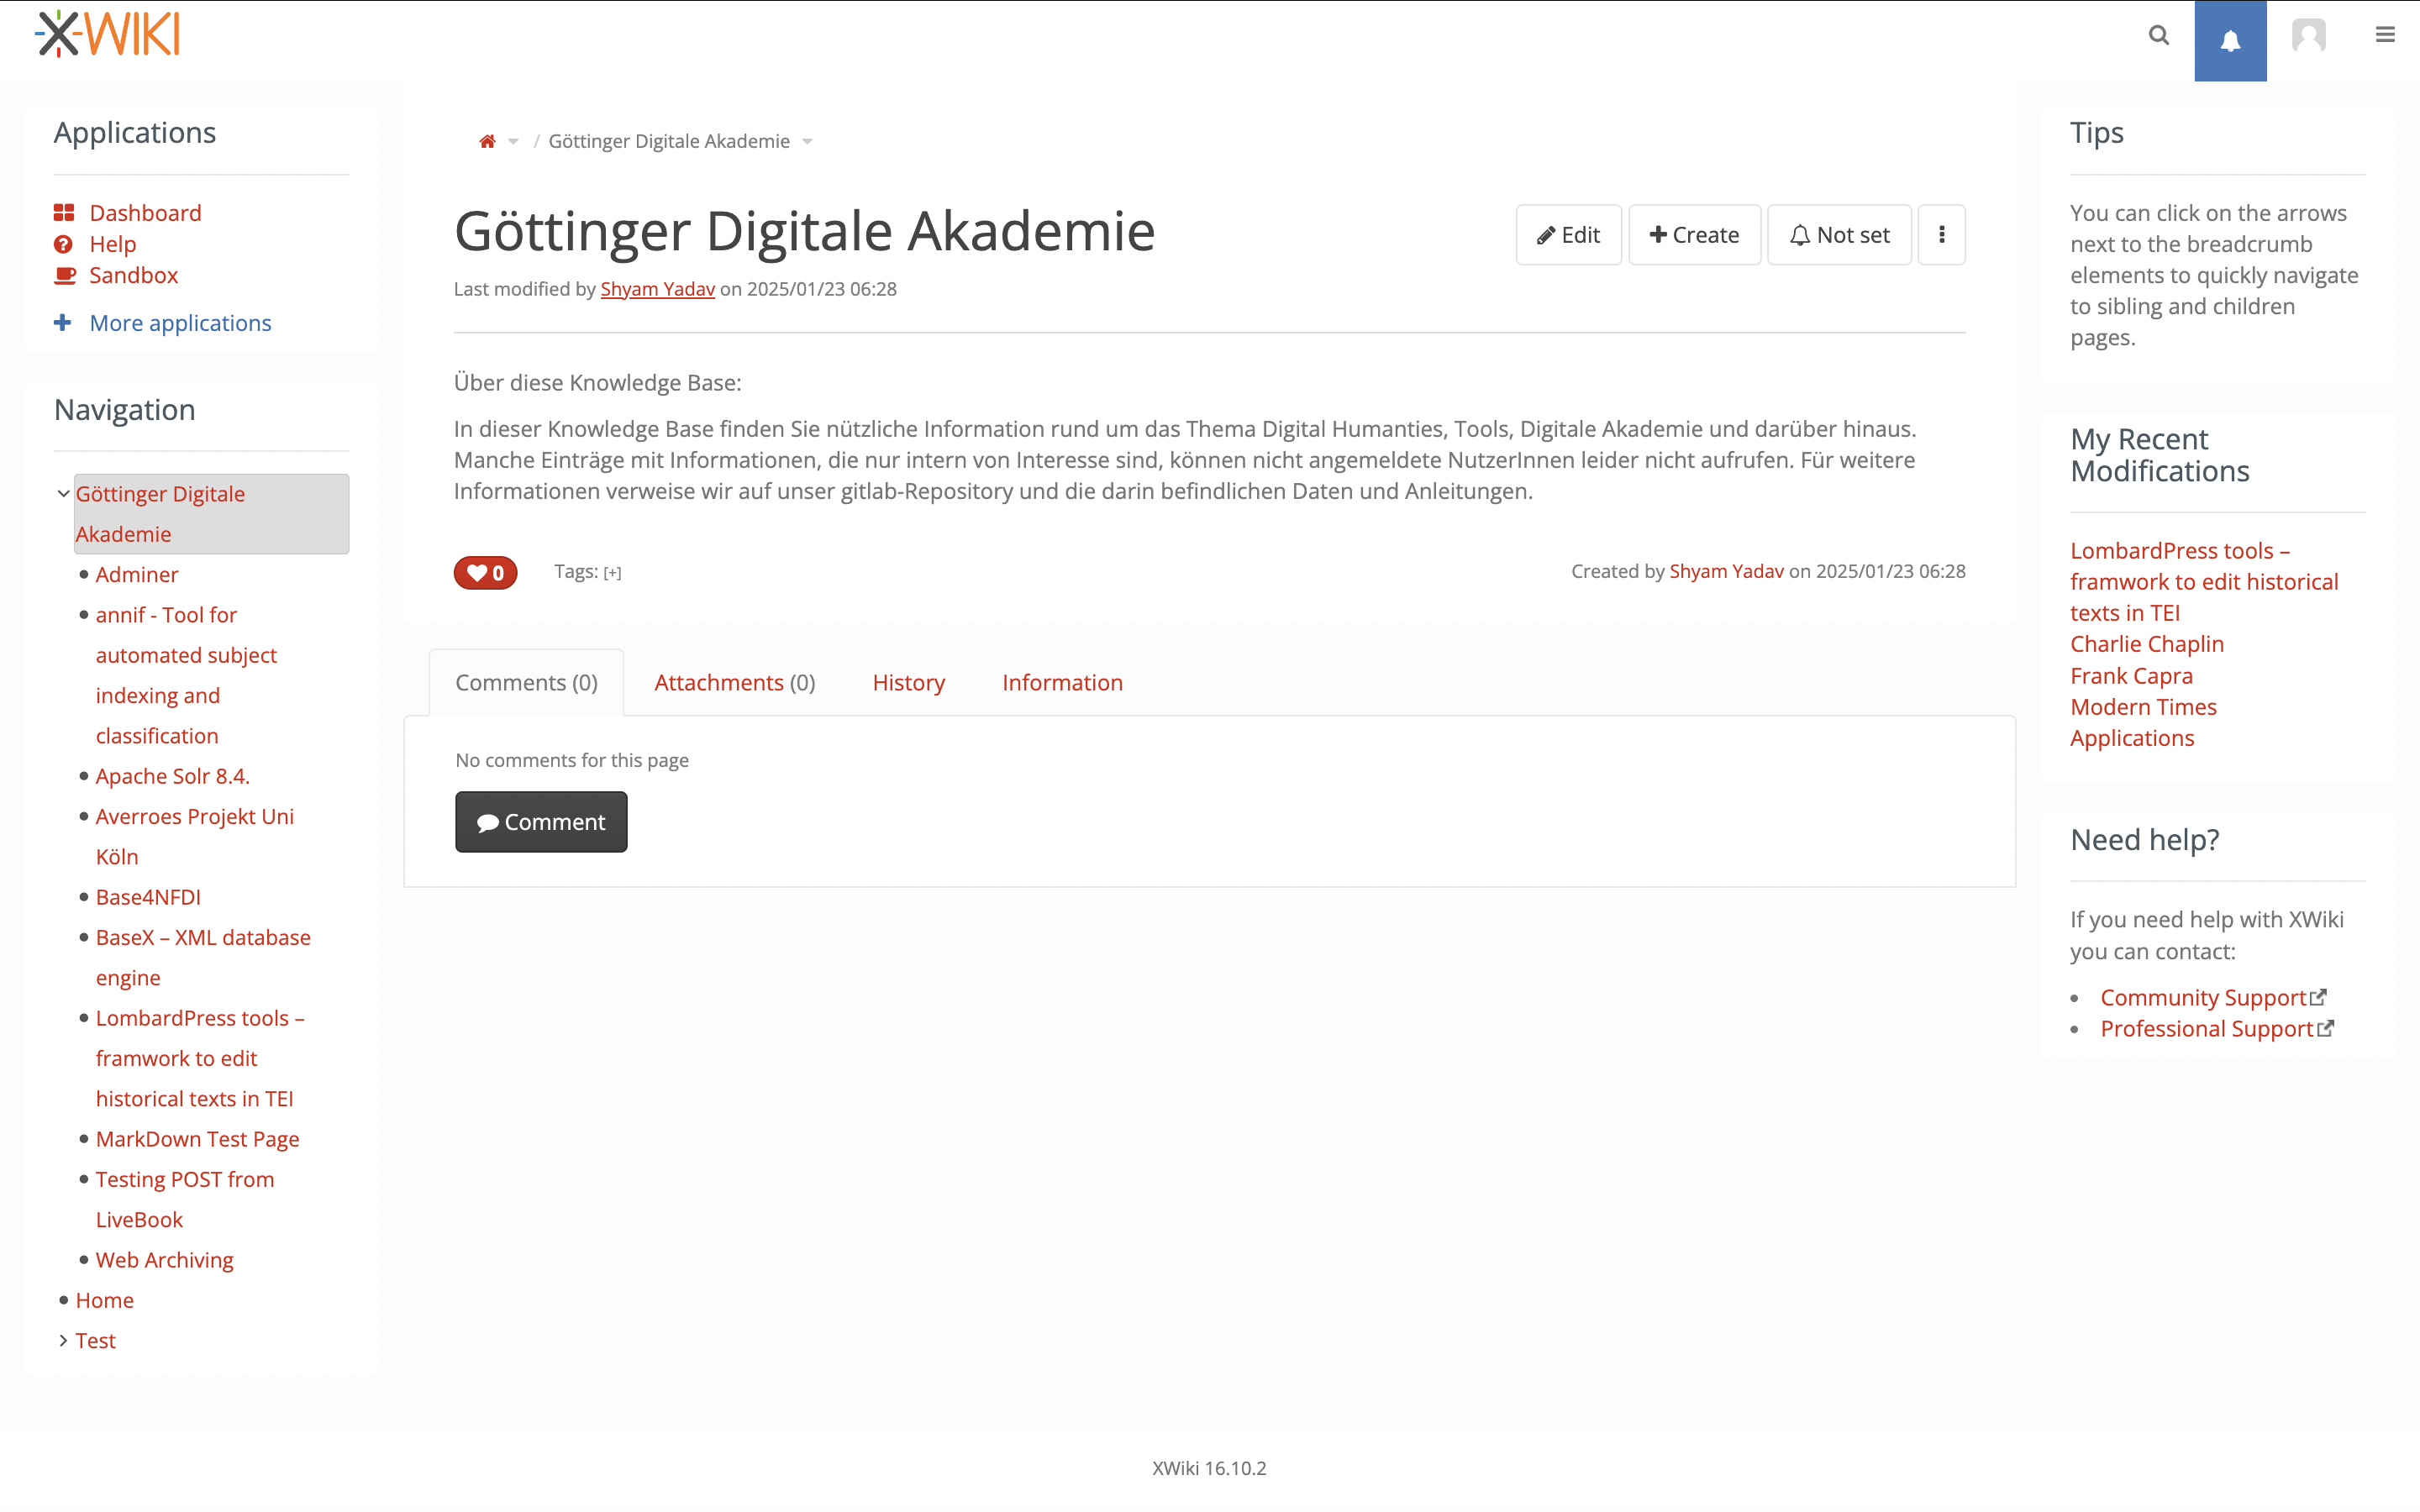 XWIKI
Applications
Dashboard
Help
Sandbox
More applications
Navigation
Göttinger Digitale
Akademie
Adminer
annif - Tool for
automated subject
indexing and
classification
Apache Solr 8.4.
Averroes Projekt Uni
Köln
Base4NFDI
BaseX – XML database
engine
LombardPress tools –
framwork to edit
historical texts in TEI
MarkDown Test Page
Testing POST from
LiveBook
Web Archiving
Home
Test
/ Göttinger Digitale Akademie
Göttinger Digitale Akademie
Edit
Create
Not set
Last modified by Shyam Yadav on 2025/01/23 06:28
Über diese Knowledge Base:
In dieser Knowledge Base finden Sie nützliche Information rund um das Thema Digital Humanties, Tools, Digitale Akademie und darüber hinaus.
Manche Einträge mit Informationen, die nur intern von Interesse sind, können nicht angemeldete NutzerInnen leider nicht aufrufen. Für weitere
Informationen verweise wir auf unser gitlab-Repository und die darin befindlichen Daten und Anleitungen.
0
Tags: [+]
Created by Shyam Yadav on 2025/01/23 06:28
Comments (0)
Attachments (0)
History
Information
No comments for this page
Comment
Tips
You can click on the arrows
next to the breadcrumb
elements to quickly navigate
to sibling and children
pages.
My Recent
Modifications
LombardPress tools –
framwork to edit historical
texts in TEI
Charlie Chaplin
Frank Capra
Modern Times
Applications
Need help?
If you need help with XWiki
you can contact:
Community Support
Professional Support
XWiki 16.10.2